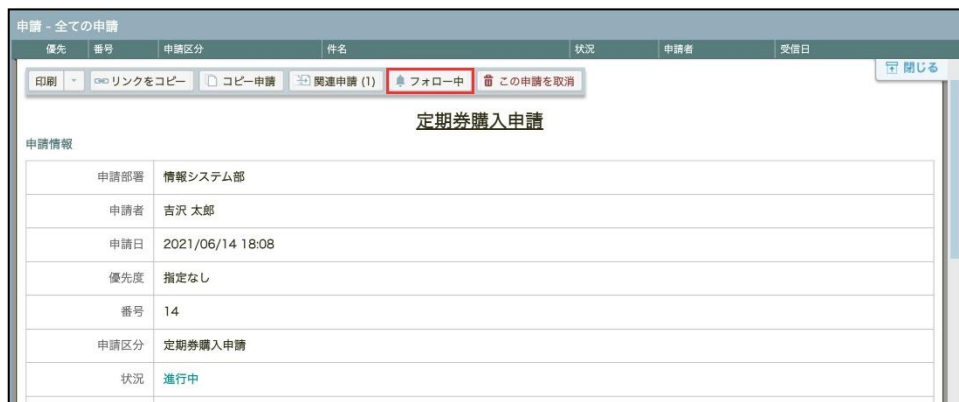 申請 - 全ての申請
優先 番号 申請区分 件名 状況 申請者 受信日
印刷 リンクをコピー コピー申請 関連申請 (1) フォロー中 この申請を取消 閉じる
定期券購入申請
申請情報
申請部署 情報システム部
申請者 吉沢 太郎
申請日 2021/06/14 18:08
優先度 指定なし
番号 14
申請区分 定期券購入申請
状況 進行中